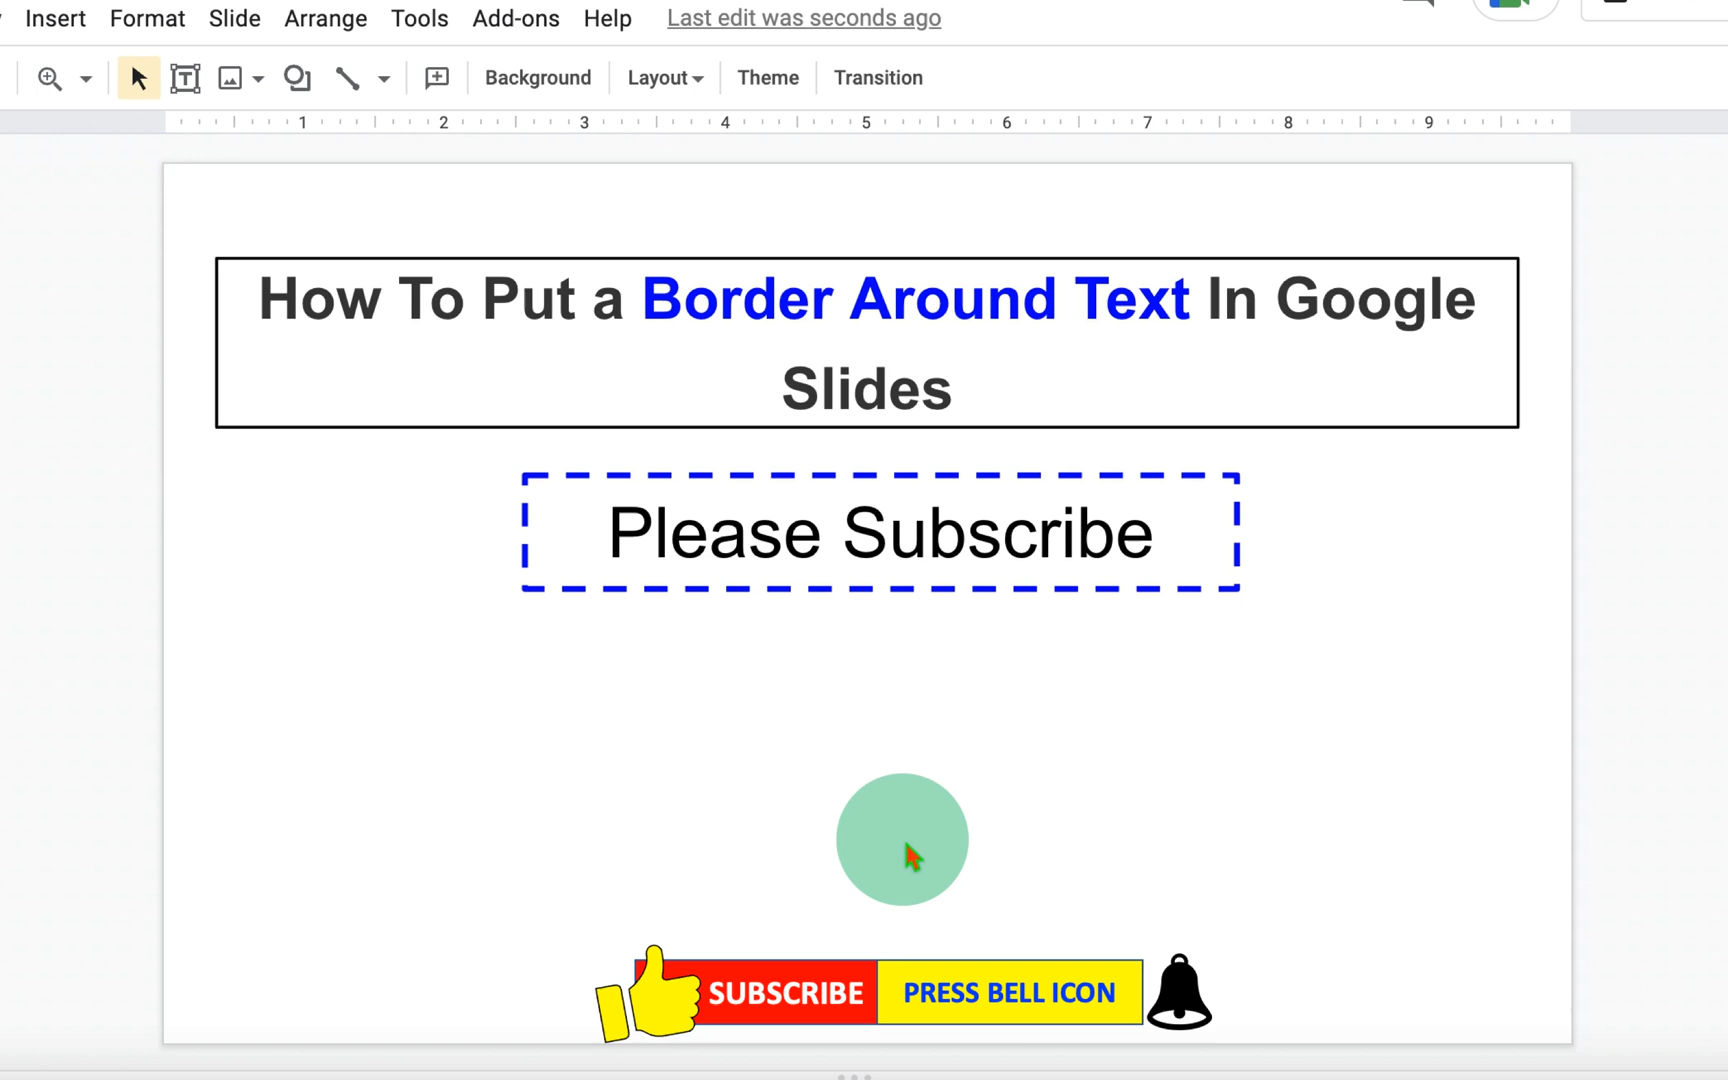 Insert Format Slide Arrange Tools Add-ons Help Last edit was seconds ago
Background Layout Theme Transition
1 2 3 4 5 6 7 8 9
How To Put a Border Around Text In Google
Slides
Please Subscribe
SUBSCRIBE PRESS BELL ICON